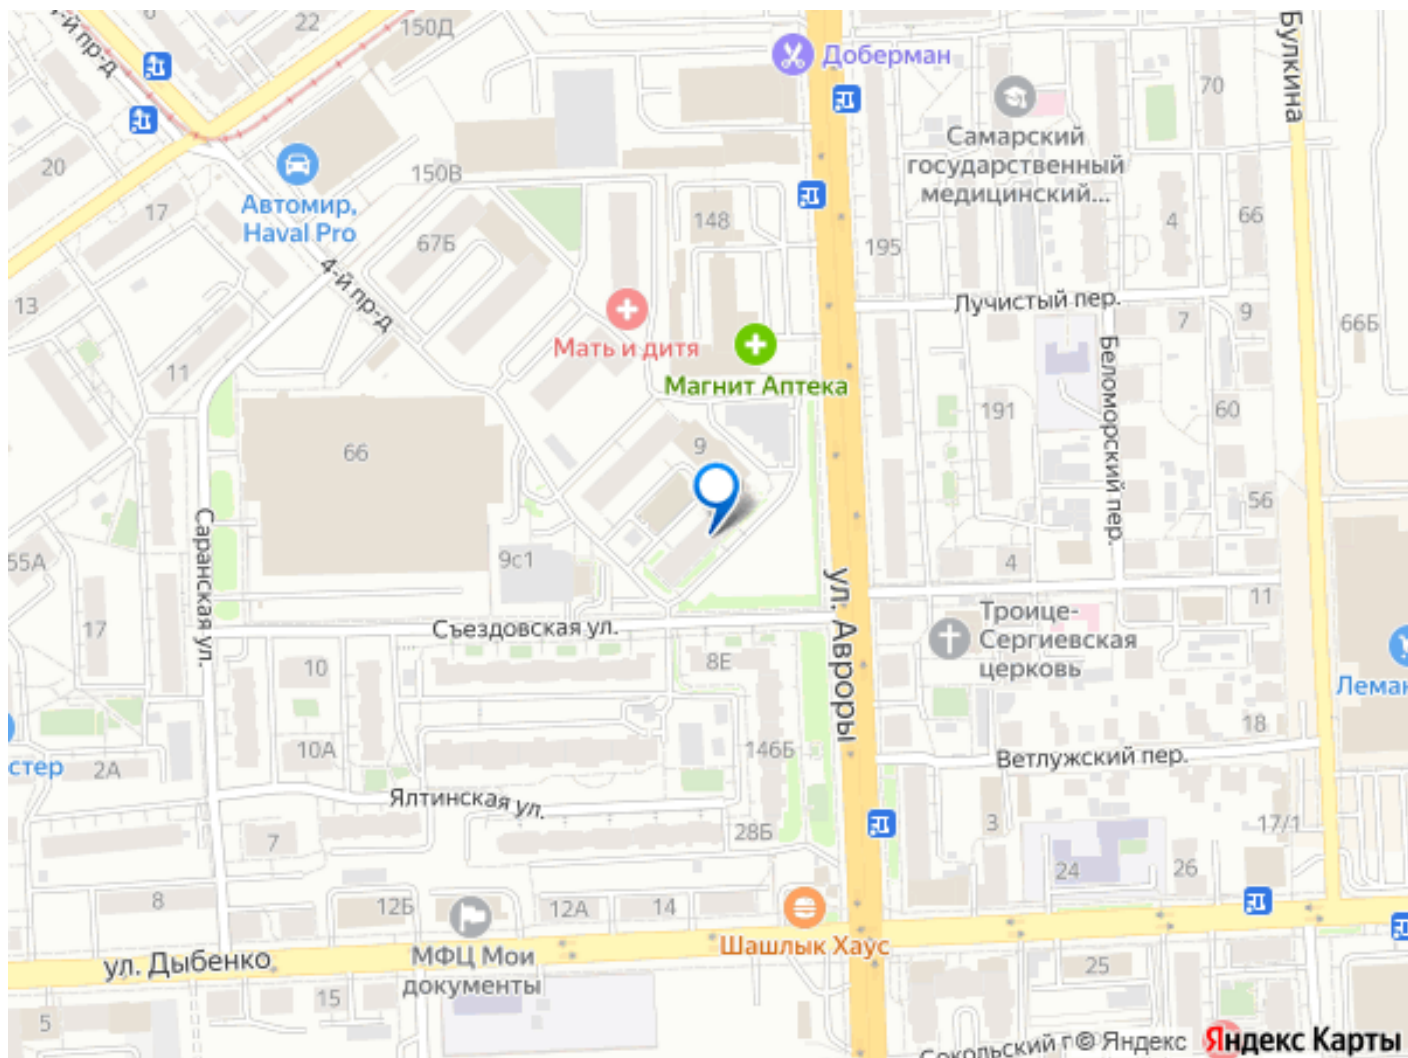 22
150Д
4-й пр-д
Доберман
Булкина
70
Самарский
государственный
медицинский...
20
150В
17
Автомир,
Haval Pro
148
4
66
67Б
195
4-й пр-д
Лучистый пер.
13
7
9
66Б
Мать и дитя
11
Магнит Аптека
Беломорский пер.
191
60
66
9
56
Саранская ул.
55А
9с1
4
ул. Авроры
11
Троице-
Сергиевская
церковь
17
Съездовская ул.
8Е
10
Леман
18
10А
146Б
стер
2А
Ветлужский пер.
Ялтинская ул.
28Б
3
17/1
7
24
26
8
12Б
12А
14
Шашлык Хаус
ул. Дыбенко
МФЦ Мои
документы
25
15
5
Сокольский п
© Яндекс
Яндекс Карты